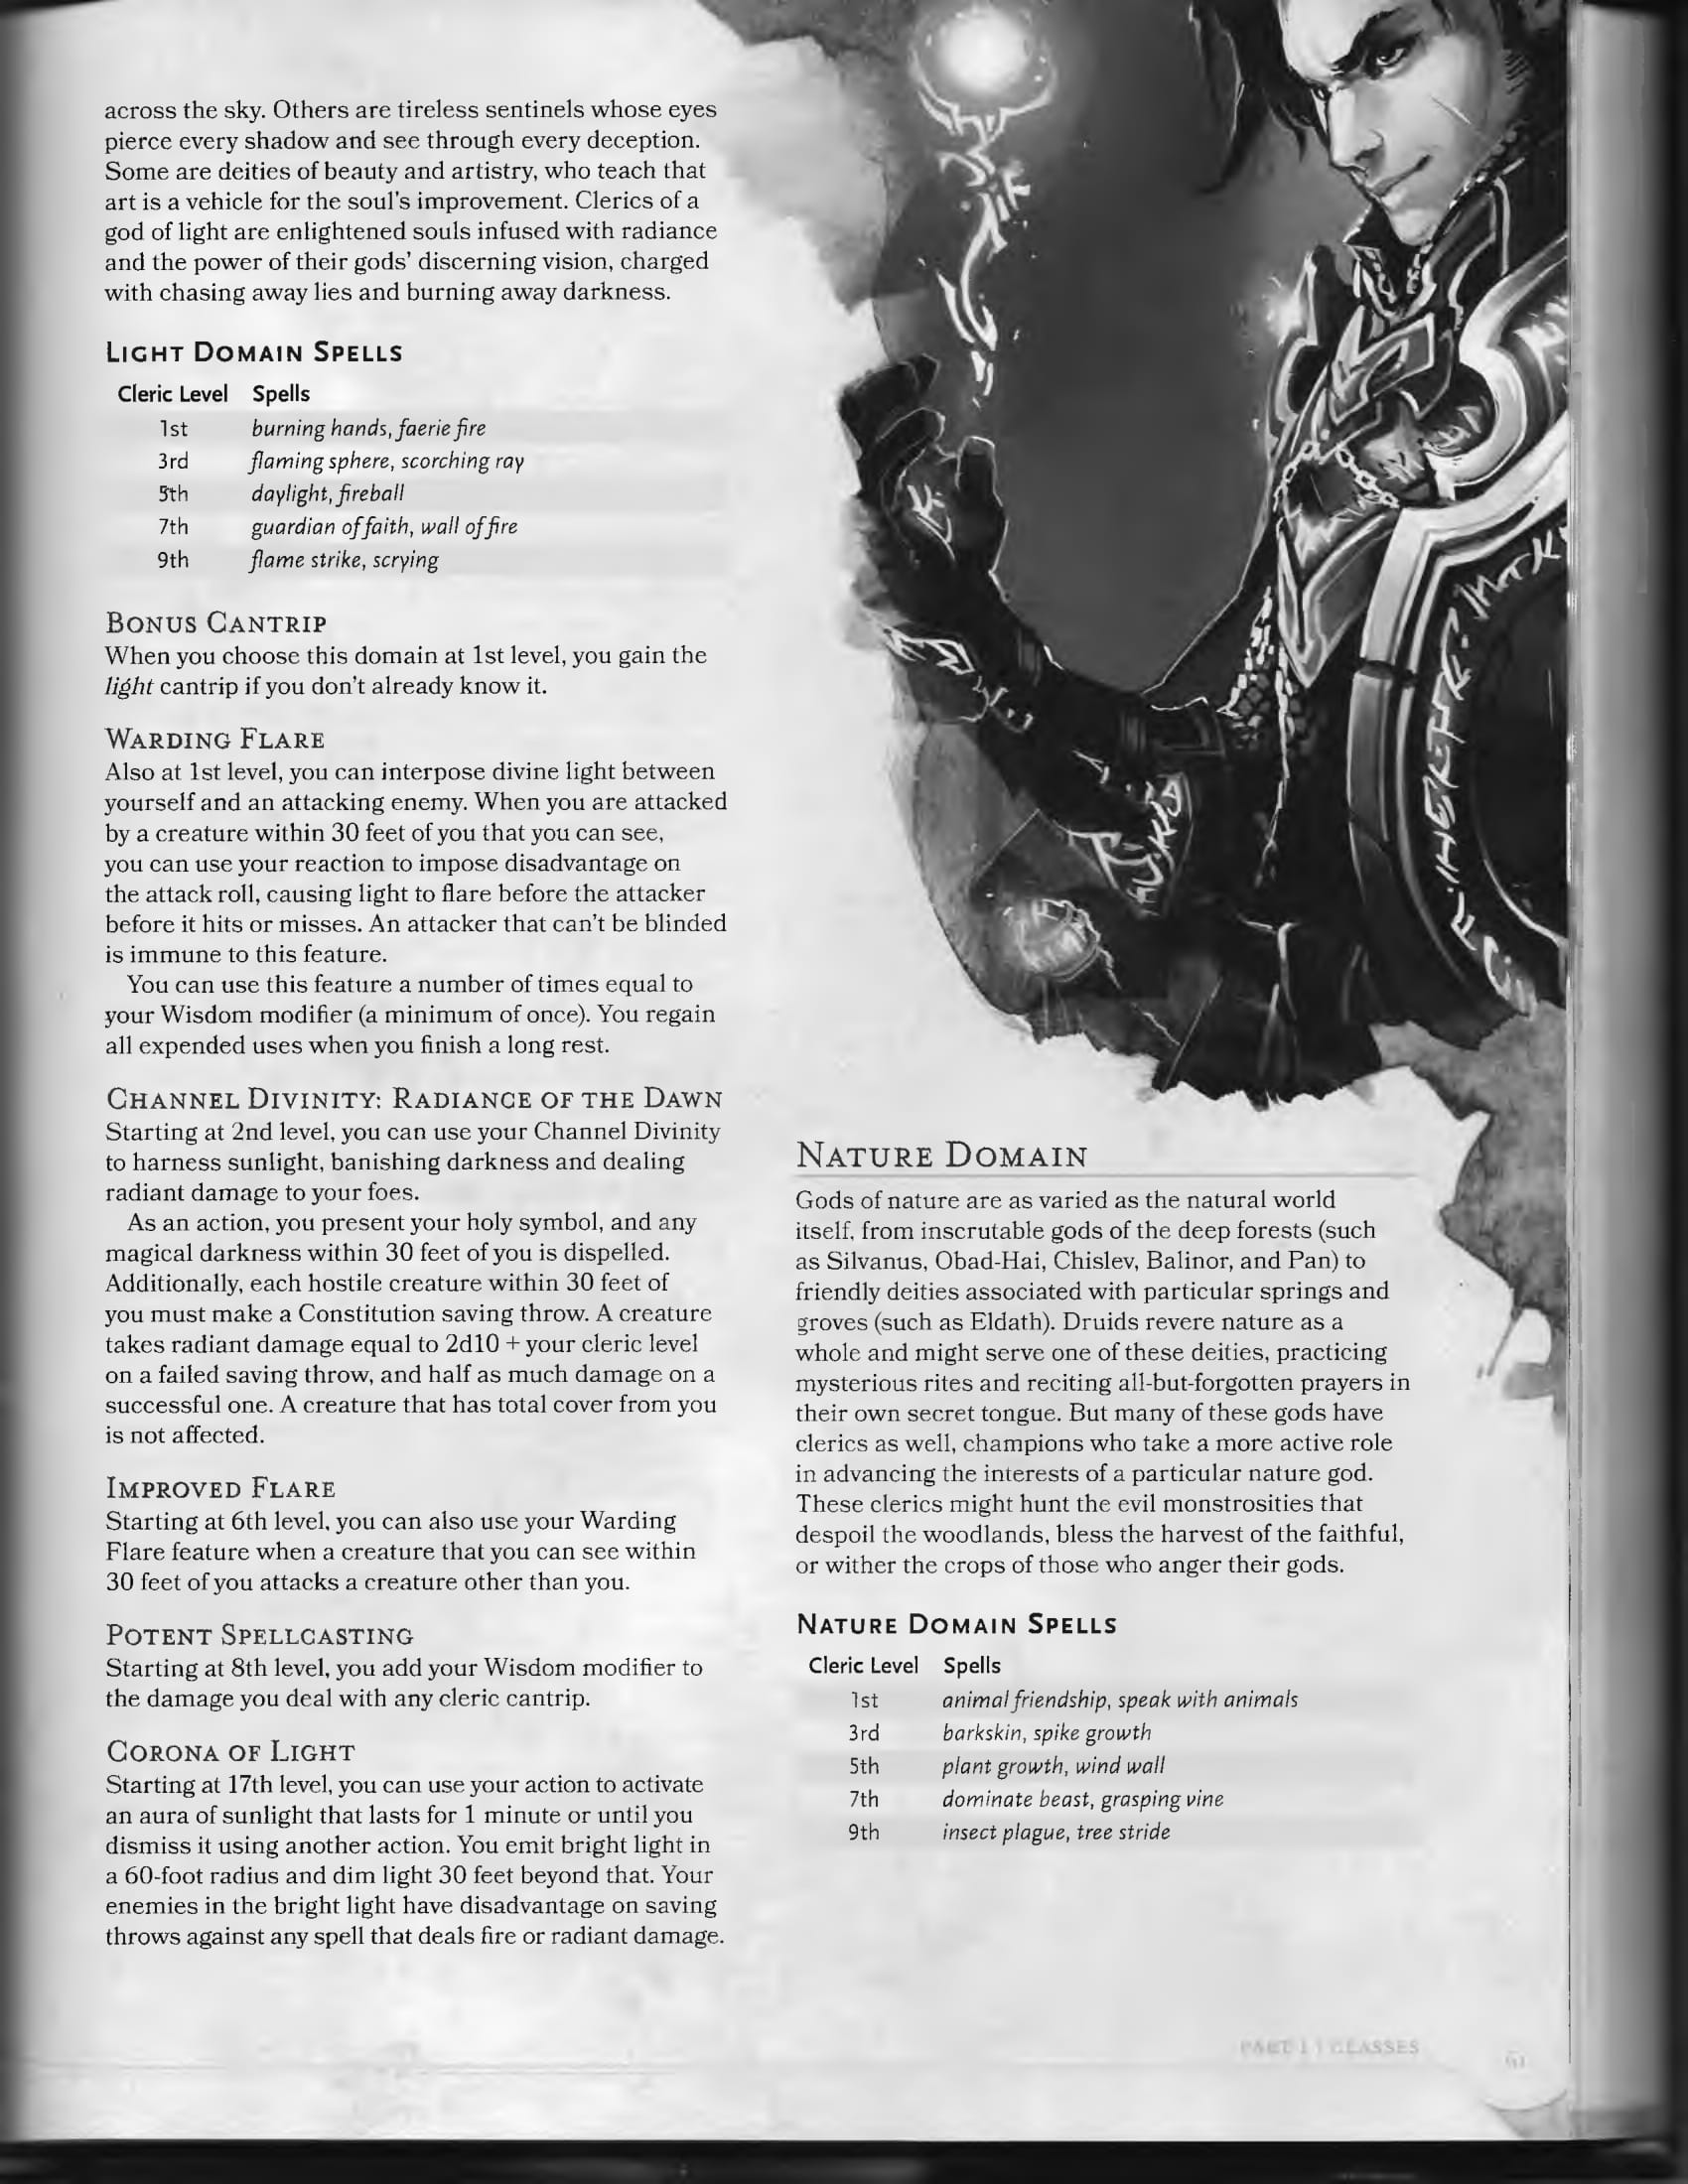 across the sky. Others are tireless sentinels whose eyes
pierce every shadow and see through every deception.
Some are deities of beauty and artistry, who teach that
art is a vehicle for the soul's improvement. Clerics of a
god of light are enlightened souls infused with radiance
and the power of their gods' discerning vision, charged
with chasing away lies and burning away darkness.
LIGHT DOMAIN SPELLS
Cleric Level Spells
1st burning hands, faerie fire
3rd flaming sphere, scorching ray
5th daylight, fireball
7th guardian of faith, wall of fire
9th flame strike, scrying
BONUS CANTRIP
When you choose this domain at 1st level, you gain the
light cantrip if you don't already know it.
WARDING FLARE
Also at 1st level, you can interpose divine light between
yourself and an attacking enemy. When you are attacked
by a creature within 30 feet of you that you can see,
you can use your reaction to impose disadvantage on
the attack roll, causing light to flare before the attacker
before it hits or misses. An attacker that can't be blinded
is immune to this feature.
You can use this feature a number of times equal to
your Wisdom modifier (a minimum of once). You regain
all expended uses when you finish a long rest.
CHANNEL DIVINITY: RADIANCE OF THE DAWN
Starting at 2nd level, you can use your Channel Divinity
to harness sunlight, banishing darkness and dealing
radiant damage to your foes.
As an action, you present your holy symbol, and any
magical darkness within 30 feet of you is dispelled.
Additionally, each hostile creature within 30 feet of
you must make a Constitution saving throw. A creature
takes radiant damage equal to 2d10 + your cleric level
on a failed saving throw, and half as much damage on a
successful one. A creature that has total cover from you
is not affected.
IMPROVED FLARE
Starting at 6th level, you can also use your Warding
Flare feature when a creature that you can see within
30 feet of you attacks a creature other than you.
POTENT SPELLCASTING
Starting at 8th level, you add your Wisdom modifier to
the damage you deal with any cleric cantrip.
CORONA OF LIGHT
Starting at 17th level, you can use your action to activate
an aura of sunlight that lasts for 1 minute or until you
dismiss it using another action. You emit bright light in
a 60-foot radius and dim light 30 feet beyond that. Your
enemies in the bright light have disadvantage on saving
throws against any spell that deals fire or radiant damage.
NATURE DOMAIN
Gods of nature are as varied as the natural world
itself, from inscrutable gods of the deep forests (such
as Silvanus, Obad-Hai, Chislev, Balinor, and Pan) to
friendly deities associated with particular springs and
groves (such as Eldath). Druids revere nature as a
whole and might serve one of these deities, practicing
mysterious rites and reciting all-but-forgotten prayers in
their own secret tongue. But many of these gods have
clerics as well, champions who take a more active role
in advancing the interests of a particular nature god.
These clerics might hunt the evil monstrosities that
despoil the woodlands, bless the harvest of the faithful,
or wither the crops of those who anger their gods.
NATURE DOMAIN SPELLS
Cleric Level Spells
1st animal friendship, speak with animals
3rd barkskin, spike growth
5th plant growth, wind wall
7th dominate beast, grasping vine
9th insect plague, tree stride
PART 1 | CLASSES
61